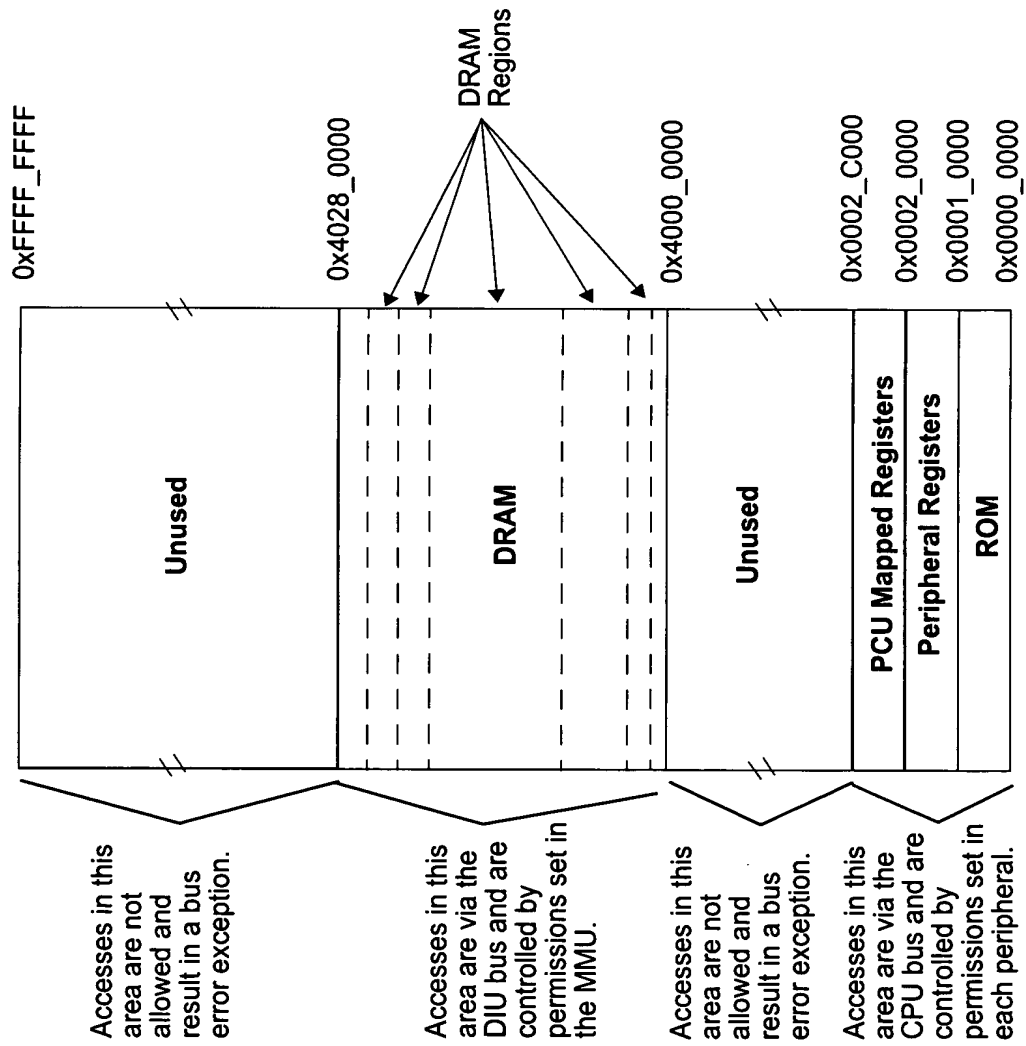 0xFFFF_FFFF
Unused
Accesses in this
area are not
allowed and
result in a bus
error exception.
0x4028_0000
DRAM
Regions
DRAM
Accesses in this
area are via the
DIU bus and are
controlled by
permissions set in
the MMU.
0x4000_0000
Unused
Accesses in this
area are not
allowed and
result in a bus
error exception.
0x0002_C000
PCU Mapped Registers
0x0002_0000
Peripheral Registers
0x0001_0000
ROM
0x0000_0000
Accesses in this
area are via the
CPU bus and are
controlled by
permissions set in
each peripheral.